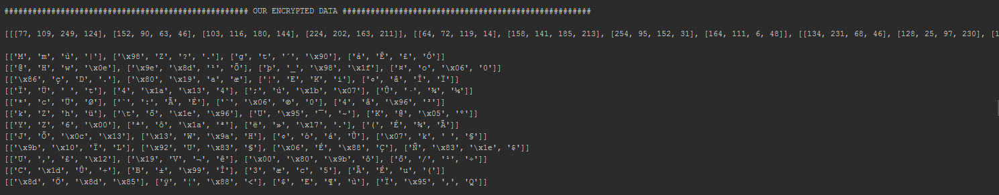 ################################################### OUR ENCRYPTED DATA ####################################################
[[[77, 109, 249, 124], [152, 90, 63, 46], [103, 116, 180, 144], [224, 202, 163, 211]], [[64, 72, 119, 14], [158, 141, 185, 213], [254, 95, 152, 31], [164, 111, 6, 48]], [[134, 231, 68, 46], [128, 25, 97, 230], [1
[['M', 'm', 'ù', '|'], ['\x98', 'Z', '?', '.'], ['g', 't', '´', '\x90'], ['à', 'Ê', '£', 'Ó']]
[['@', 'H', 'w', '\x0e'], ['\x9e', '\x8d', '¹', 'Õ'], ['þ', '_', '\x98', '\x1f'], ['¤', 'o', '\x06', '0']]
[['\x86', 'ç', 'D', '.'], ['\x80', '\x19', 'a', 'æ'], ['¦', 'E', 'K', 'i'], ['¢', 'â', 'Î', 'Ï']]
[['Ï', 'Ü', ' ', 't'], ['4', '\x1a', '\x13', '4'], [';', 'ú', '\x1b', '\x07'], ['Û', '·', '¾', '¼']]
[['*', 'c', 'Ü', 'Ø'], ['`', ':', 'Ã', 'È'], ['`', '\x06', '©', '0'], ['4', 'â', '\x96', '³']]
[['k', 'Z', 'h', 'ü'], ['\t', 'õ', '\x1e', '\x96'], ['U', '\x95', '¯', '~'], ['K', '@', '\x05', '°']]
[['Y', 'Z', '6', '\x00'], ['ª', 'ô', '\x1a', 'ª'], ['ë', '»', '\x17', '.'], ['(', 'É', '¾', 'Ã']]
[['J', 'Õ', '\x0c', '\x13'], ['\x13', 'W', '\x9a', 'H'], ['¢', 'ó', 'á', 'Û'], ['\x07', 'k', ' ', '§']]
[['\x9b', '\x10', 'Ï', 'L'], ['\x92', 'U', '\x83', '§'], ['\x06', 'É', '\x88', 'Ç'], ['Ñ', '\x83', '\x1e', '$']]
[['U', ',', '£', '\x12'], ['\x19', 'V', '¬', 'ê'], ['\x00', '\x80', '\x9b', 'ô'], ['õ', '/', '¹', '÷']]
[['C', '\x1d', 'Û', '÷'], ['B', '±', '\x99', 'Î'], ['3', 'æ', 'c', '5'], ['Ã', 'É', 'u', '(']]
[['\x8d', 'Ö', '\x8d', '\x85'], ['ÿ', '¦', '\x88', '<'], ['$', 'E', '¶', 'ù'], ['Ï', '\x95', ',', 'Q']]